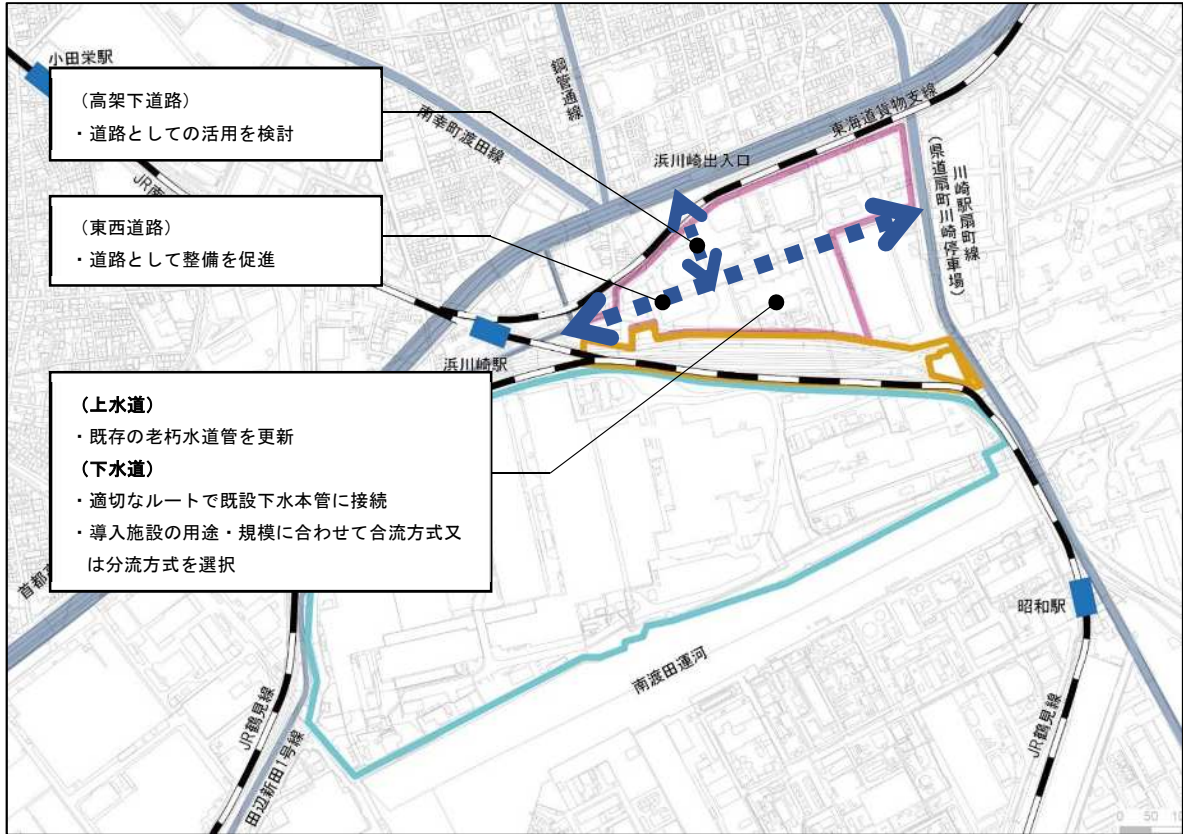 小田栄駅
（高架下道路）
・道路としての活用を検討
鋼管通線
南幸町渡田線
東海道貨物支線
浜川崎出入口
川崎駅扇町線
（県道扇町川崎停車場）
JR南
（東西道路）
・道路として整備を促進
浜川崎駅
（上水道）
・既存の老朽水道管を更新
（下水道）
・適切なルートで既設下水本管に接続
・導入施設の用途・規模に合わせて合流方式又
は分流方式を選択
首都高
昭和駅
南渡田運河
JR鶴見線
田辺新田1号線
JR鶴見線
0 50 10